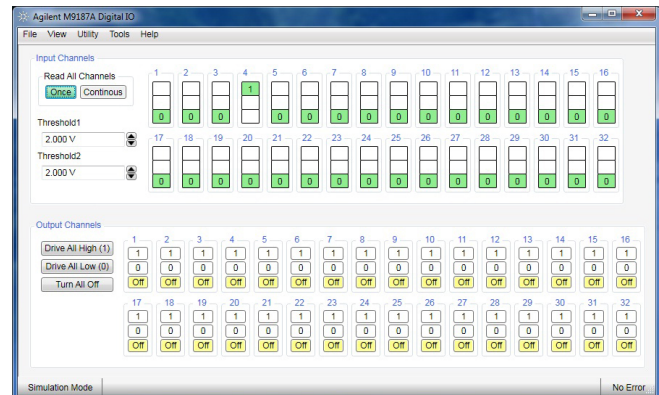 Agilent M9187A Digital IO
File View Utility Tools Help
Input Channels
Read All Channels
Once Continous
1 2 3 4 5 6 7 8 9 10 11 12 13 14 15 16
1
0 0 0 0 0 0 0 0 0 0 0 0 0 0 0
Threshold1
2.000 V
Threshold2
2.000 V
17 18 19 20 21 22 23 24 25 26 27 28 29 30 31 32
0 0 0 0 0 0 0 0 0 0 0 0 0 0 0 0
Output Channels
Drive All High (1)
Drive All Low (0)
Turn All Off
1 2 3 4 5 6 7 8 9 10 11 12 13 14 15 16
1 1 1 1 1 1 1 1 1 1 1 1 1 1 1 1
0 0 0 0 0 0 0 0 0 0 0 0 0 0 0 0
Off Off Off Off Off Off Off Off Off Off Off Off Off Off Off Off
17 18 19 20 21 22 23 24 25 26 27 28 29 30 31 32
1 1 1 1 1 1 1 1 1 1 1 1 1 1 1 1
0 0 0 0 0 0 0 0 0 0 0 0 0 0 0 0
Off Off Off Off Off Off Off Off Off Off Off Off Off Off Off Off
Simulation Mode No Error